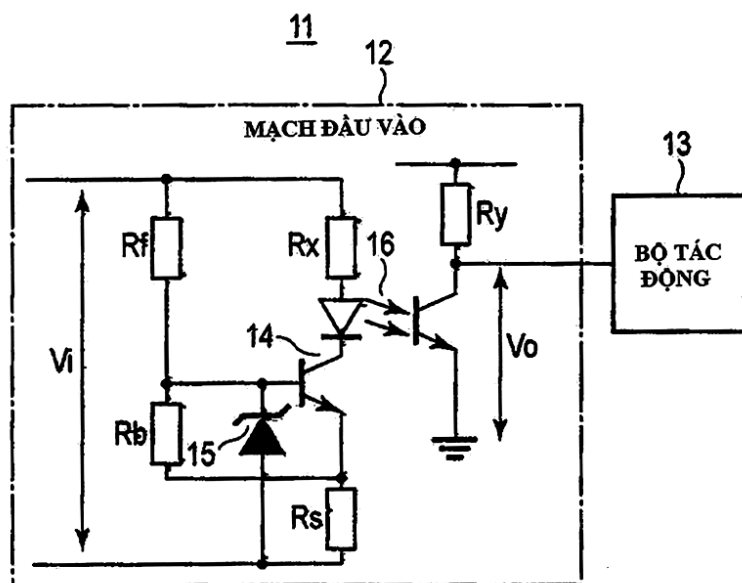 11
12
MẠCH ĐẦU VÀO
13
Rf
Rx
16
Ry
BỘ TÁC
ĐỘNG
14
Vi
Vo
Rb
15
Rs